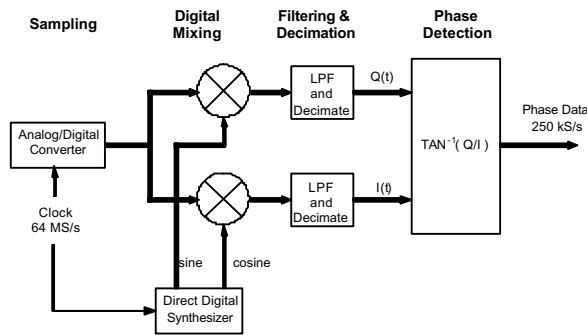 Sampling
Digital
Mixing
Filtering &
Decimation
Phase
Detection
LPF
and
Decimate
Q(t)
Analog/Digital
Converter
TAN⁻¹( Q/I )
Phase Data
250 kS/s
Clock
64 MS/s
LPF
and
Decimate
I(t)
sine
cosine
Direct Digital
Synthesizer